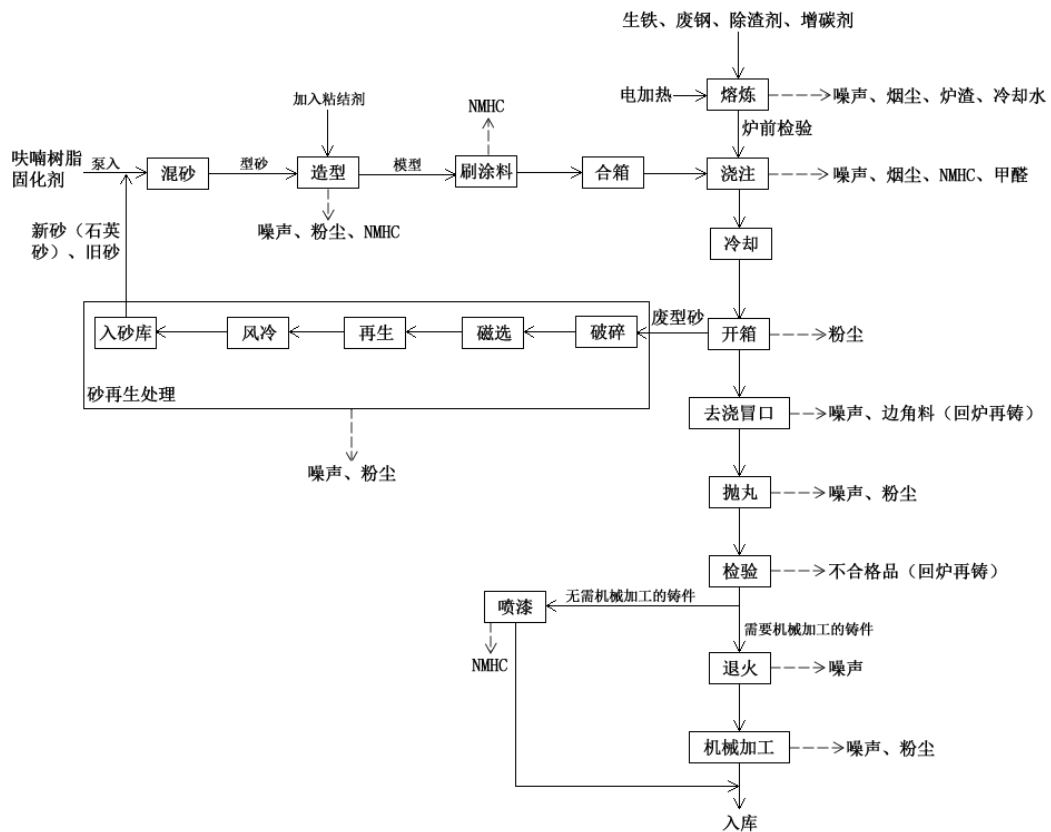 生铁、废钢、除渣剂、增碳剂
电加热
熔炼
噪声、烟尘、炉渣、冷却水
炉前检验
加入粘结剂
NMHC
呋喃树脂
固化剂
泵入
混砂
型砂
造型
模型
刷涂料
合箱
浇注
噪声、烟尘、NMHC、甲醛
噪声、粉尘、NMHC
新砂（石英
砂）、旧砂
冷却
入砂库
风冷
再生
磁选
破碎
废型砂
开箱
粉尘
砂再生处理
噪声、粉尘
去浇冒口
噪声、边角料（回炉再铸）
抛丸
噪声、粉尘
检验
不合格品（回炉再铸）
喷漆
无需机械加工的铸件
需要机械加工的铸件
NMHC
退火
噪声
机械加工
噪声、粉尘
入库